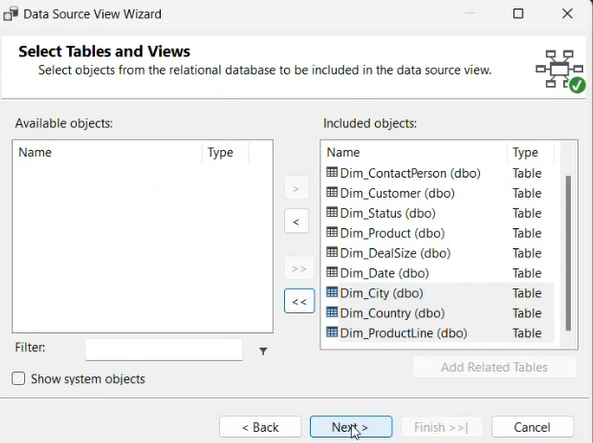 Data Source View Wizard
Select Tables and Views
Select objects from the relational database to be included in the data source view.
Available objects:
Name Type
Included objects:
Name Type
Dim_ContactPerson (dbo) Table
Dim_Customer (dbo) Table
Dim_Status (dbo) Table
Dim_Product (dbo) Table
Dim_DealSize (dbo) Table
Dim_Date (dbo) Table
Dim_City (dbo) Table
Dim_Country (dbo) Table
Dim_ProductLine (dbo) Table
>
<
>>
<<
Filter:
Add Related Tables
Show system objects
< Back Next > Finish >>| Cancel